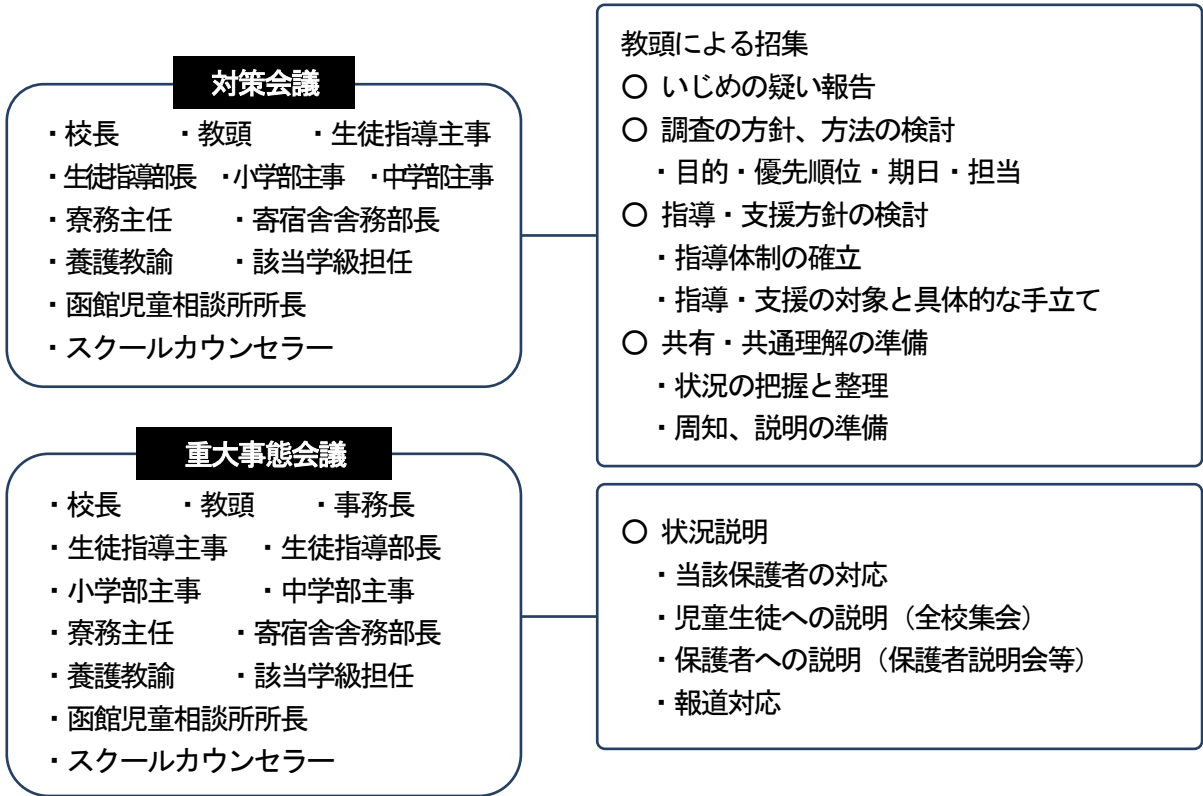 対策会議
・校長 ・教頭 ・生徒指導主事
・生徒指導部長 ・小学部主事 ・中学部主事
・寮務主任 ・寄宿舎舎務部長
・養護教諭 ・該当学級担任
・函館児童相談所所長
・スクールカウンセラー
教頭による招集
○ いじめの疑い報告
○ 調査の方針、方法の検討
・目的・優先順位・期日・担当
○ 指導・支援方針の検討
・指導体制の確立
・指導・支援の対象と具体的な手立て
○ 共有・共通理解の準備
・状況の把握と整理
・周知、説明の準備
重大事態会議
・校長 ・教頭 ・事務長
・生徒指導主事 ・生徒指導部長
・小学部主事 ・中学部主事
・寮務主任 ・寄宿舎舎務部長
・養護教諭 ・該当学級担任
・函館児童相談所所長
・スクールカウンセラー
○ 状況説明
・当該保護者の対応
・児童生徒への説明（全校集会）
・保護者への説明（保護者説明会等）
・報道対応